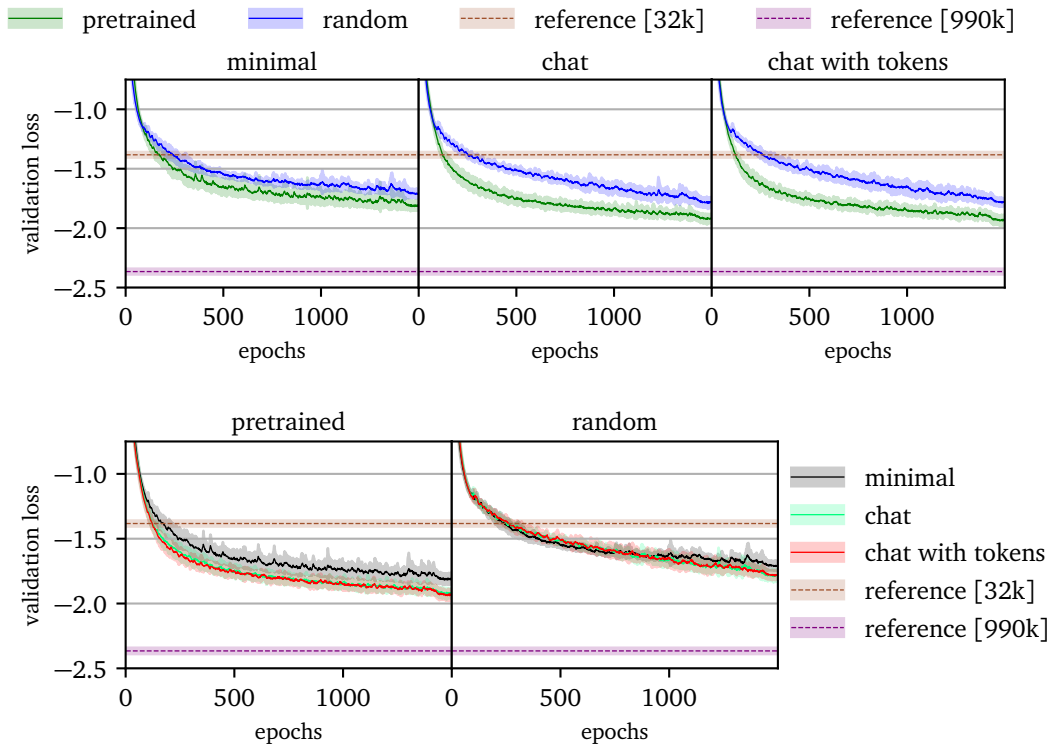 pretrained random reference [32k] reference [990k]
minimal chat chat with tokens
validation loss
−1.0
−1.5
−2.0
−2.5
0 500 1000 0 500 1000 0 500 1000
epochs epochs epochs
pretrained random
validation loss
−1.0
−1.5
−2.0
−2.5
0 500 1000 0 500 1000
epochs epochs
minimal
chat
chat with tokens
reference [32k]
reference [990k]